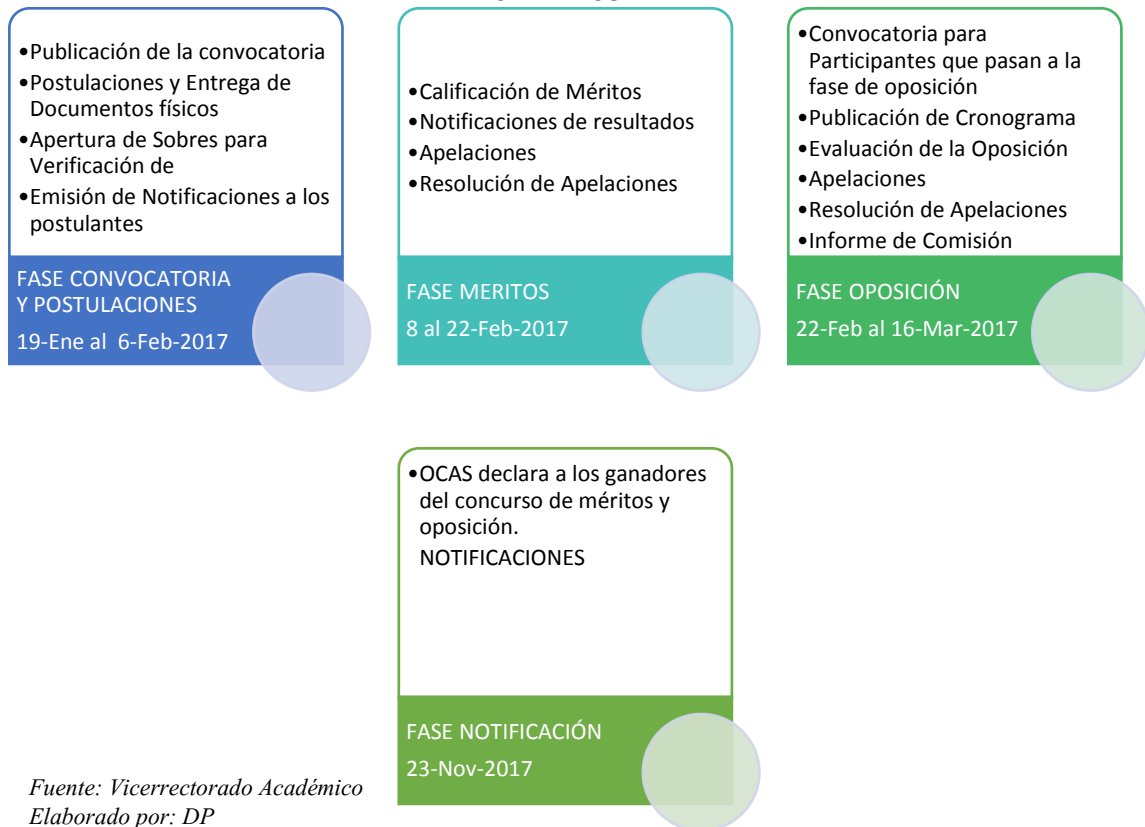 •Publicación de la convocatoria
•Postulaciones y Entrega de
Documentos físicos
•Apertura de Sobres para
Verificación de
•Emisión de Notificaciones a los
postulantes
FASE CONVOCATORIA
Y POSTULACIONES
19-Ene al 6-Feb-2017
•Calificación de Méritos
•Notificaciones de resultados
•Apelaciones
•Resolución de Apelaciones
FASE MERITOS
8 al 22-Feb-2017
•Convocatoria para
Participantes que pasan a la
fase de oposición
•Publicación de Cronograma
•Evaluación de la Oposición
•Apelaciones
•Resolución de Apelaciones
•Informe de Comisión
FASE OPOSICIÓN
22-Feb al 16-Mar-2017
•OCAS declara a los ganadores
del concurso de méritos y
oposición.
NOTIFICACIONES
FASE NOTIFICACIÓN
23-Nov-2017
Fuente: Vicerrectorado Académico
Elaborado por: DP